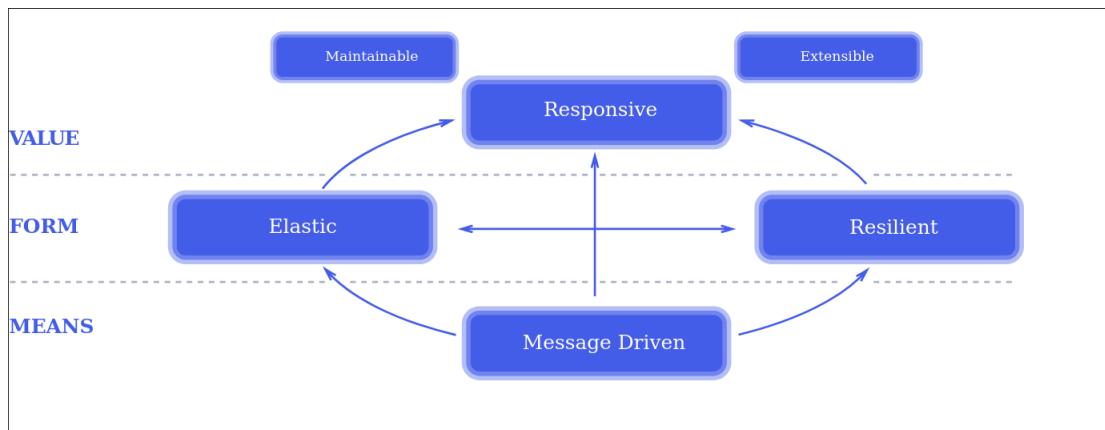 Maintainable
Extensible
Responsive
VALUE
FORM
Elastic
Resilient
MEANS
Message Driven